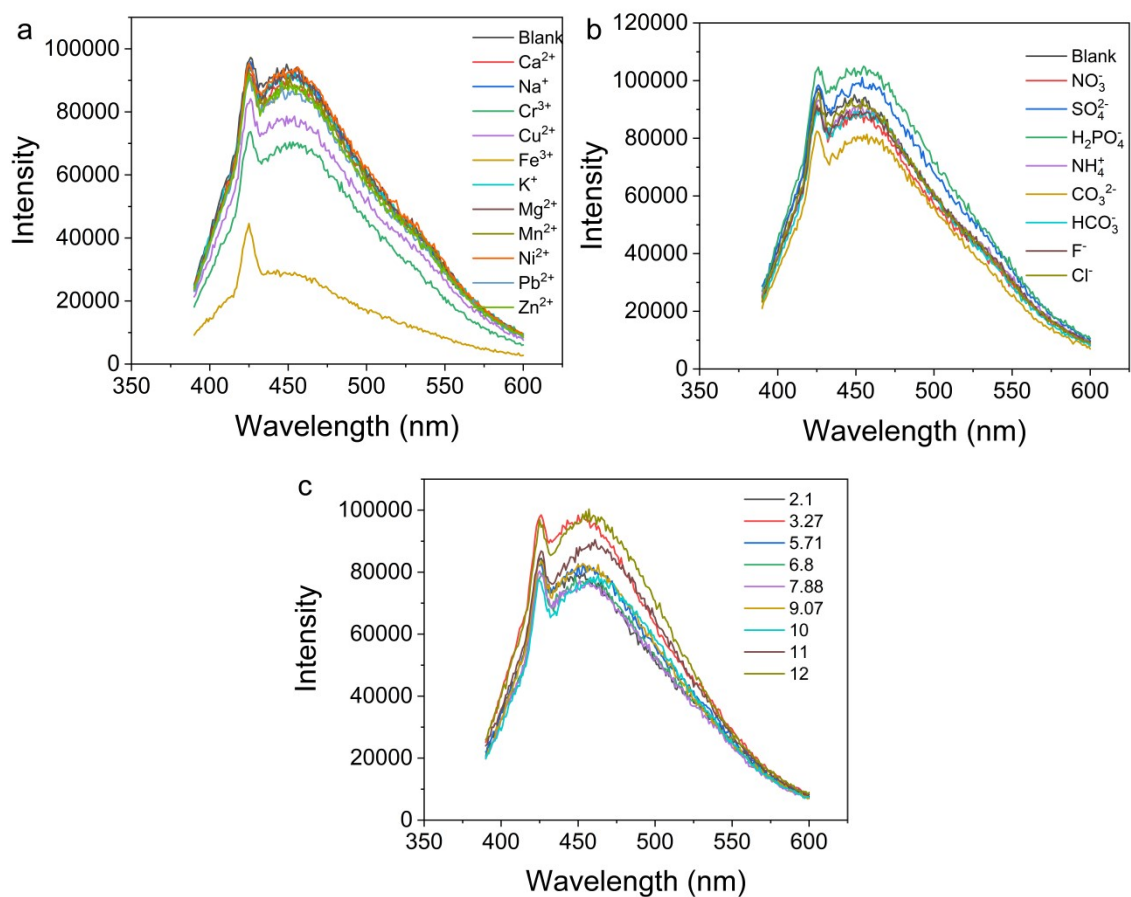 a
Intensity
100000
80000
60000
40000
20000
0
350 400 450 500 550 600
Wavelength (nm)
Blank
Ca²⁺
Na⁺
Cr³⁺
Cu²⁺
Fe³⁺
K⁺
Mg²⁺
Mn²⁺
Ni²⁺
Pb²⁺
Zn²⁺
b
Intensity
120000
100000
80000
60000
40000
20000
0
350 400 450 500 550 600
Wavelength (nm)
Blank
NO₃⁻
SO₄²⁻
H₂PO₄⁻
NH₄⁺
CO₃²⁻
HCO₃⁻
F⁻
Cl⁻
c
Intensity
100000
80000
60000
40000
20000
0
350 400 450 500 550 600
Wavelength (nm)
2.1
3.27
5.71
6.8
7.88
9.07
10
11
12